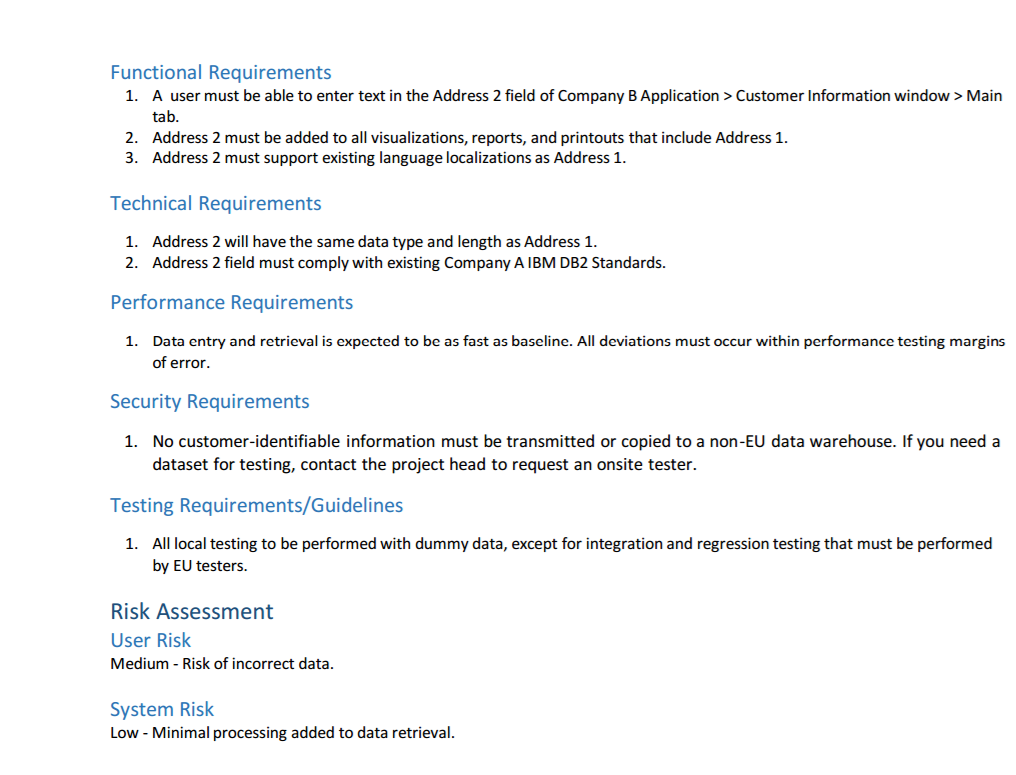 Functional Requirements
1. A user must be able to enter text in the Address 2 field of Company B Application > Customer Information window > Main
tab.
2. Address 2 must be added to all visualizations, reports, and printouts that include Address 1.
3. Address 2 must support existing language localizations as Address 1.
Technical Requirements
1. Address 2 will have the same data type and length as Address 1.
2. Address 2 field must comply with existing Company A IBM DB2 Standards.
Performance Requirements
1. Data entry and retrieval is expected to be as fast as baseline. All deviations must occur within performance testing margins
of error.
Security Requirements
1. No customer-identifiable information must be transmitted or copied to a non-EU data warehouse. If you need a
dataset for testing, contact the project head to request an onsite tester.
Testing Requirements/Guidelines
1. All local testing to be performed with dummy data, except for integration and regression testing that must be performed
by EU testers.
Risk Assessment
User Risk
Medium - Risk of incorrect data.
System Risk
Low - Minimal processing added to data retrieval.